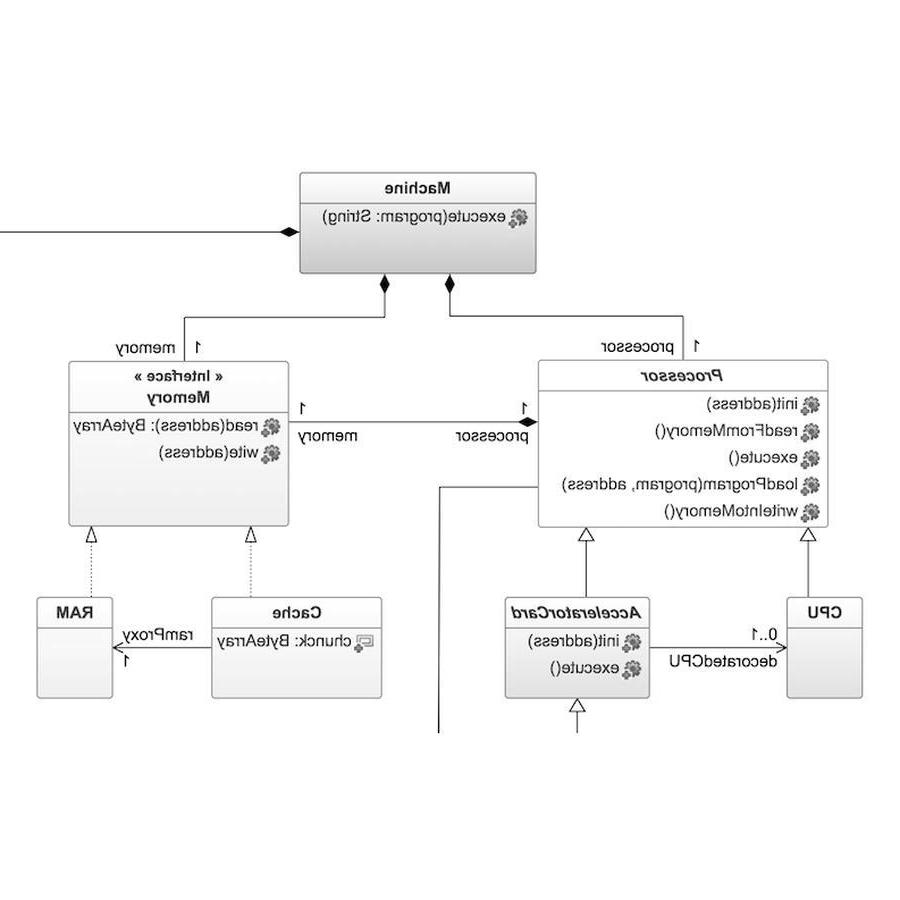 Machine
execute(program: String)
1
processor
memory
1
Processor
init(address)
readFromMemory()
execute()
loadProgram(program, address)
writeIntoMemory()
« Interface »
Memory
read(address): ByteArray
wite(address)
1
processor
1
memory
CPU
0..1
decoratedCPU
AcceleratorCard
init(address)
execute()
Cache
chunck: ByteArray
ramProxy
1
RAM